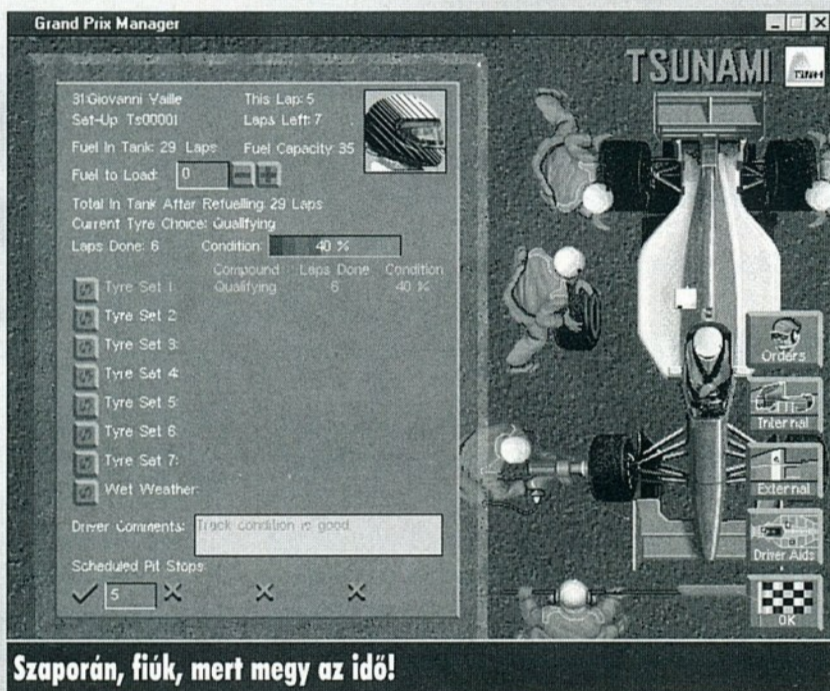 Grand Prix Manager
TSUNAMI
31:Giovanni Vaille This Lap: 5
Set-Up Ts00001 Laps Left: 7
Fuel In Tank: 29 Laps Fuel Capacity: 35
Fuel to Load: 0
Total In Tank After Refuelling: 29 Laps
Current Tyre Choice: Qualifying
Laps Done: 6 Condition: 40 %
Compound Laps Done Condition
Tyre Set 1: Qualifying 6 40 %
Tyre Set 2:
Tyre Set 3:
Tyre Set 4:
Tyre Set 5:
Tyre Set 6:
Tyre Set 7:
Wet Weather:
Driver Comments: Track condition is good
Scheduled Pit Stops:
5
Orders
Internal
External
Driver Aids
OK
Szaporán, fiúk, mert megy az idő!